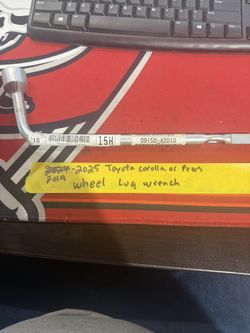 15
15H
09150-42010
2025 Toyota corolla or Prius
2019
wheel Lug wrench